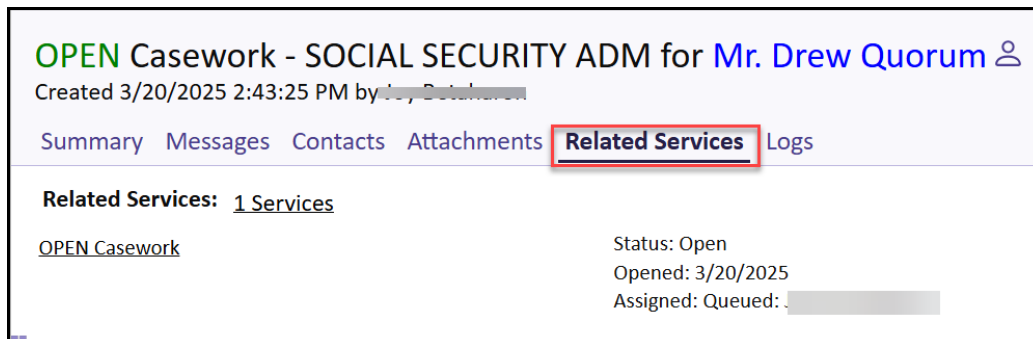 OPEN Casework - SOCIAL SECURITY ADM for Mr. Drew Quorum
Created 3/20/2025 2:43:25 PM by
Summary Messages Contacts Attachments Related Services Logs
Related Services: 1 Services
OPEN Casework
Status: Open
Opened: 3/20/2025
Assigned: Queued: